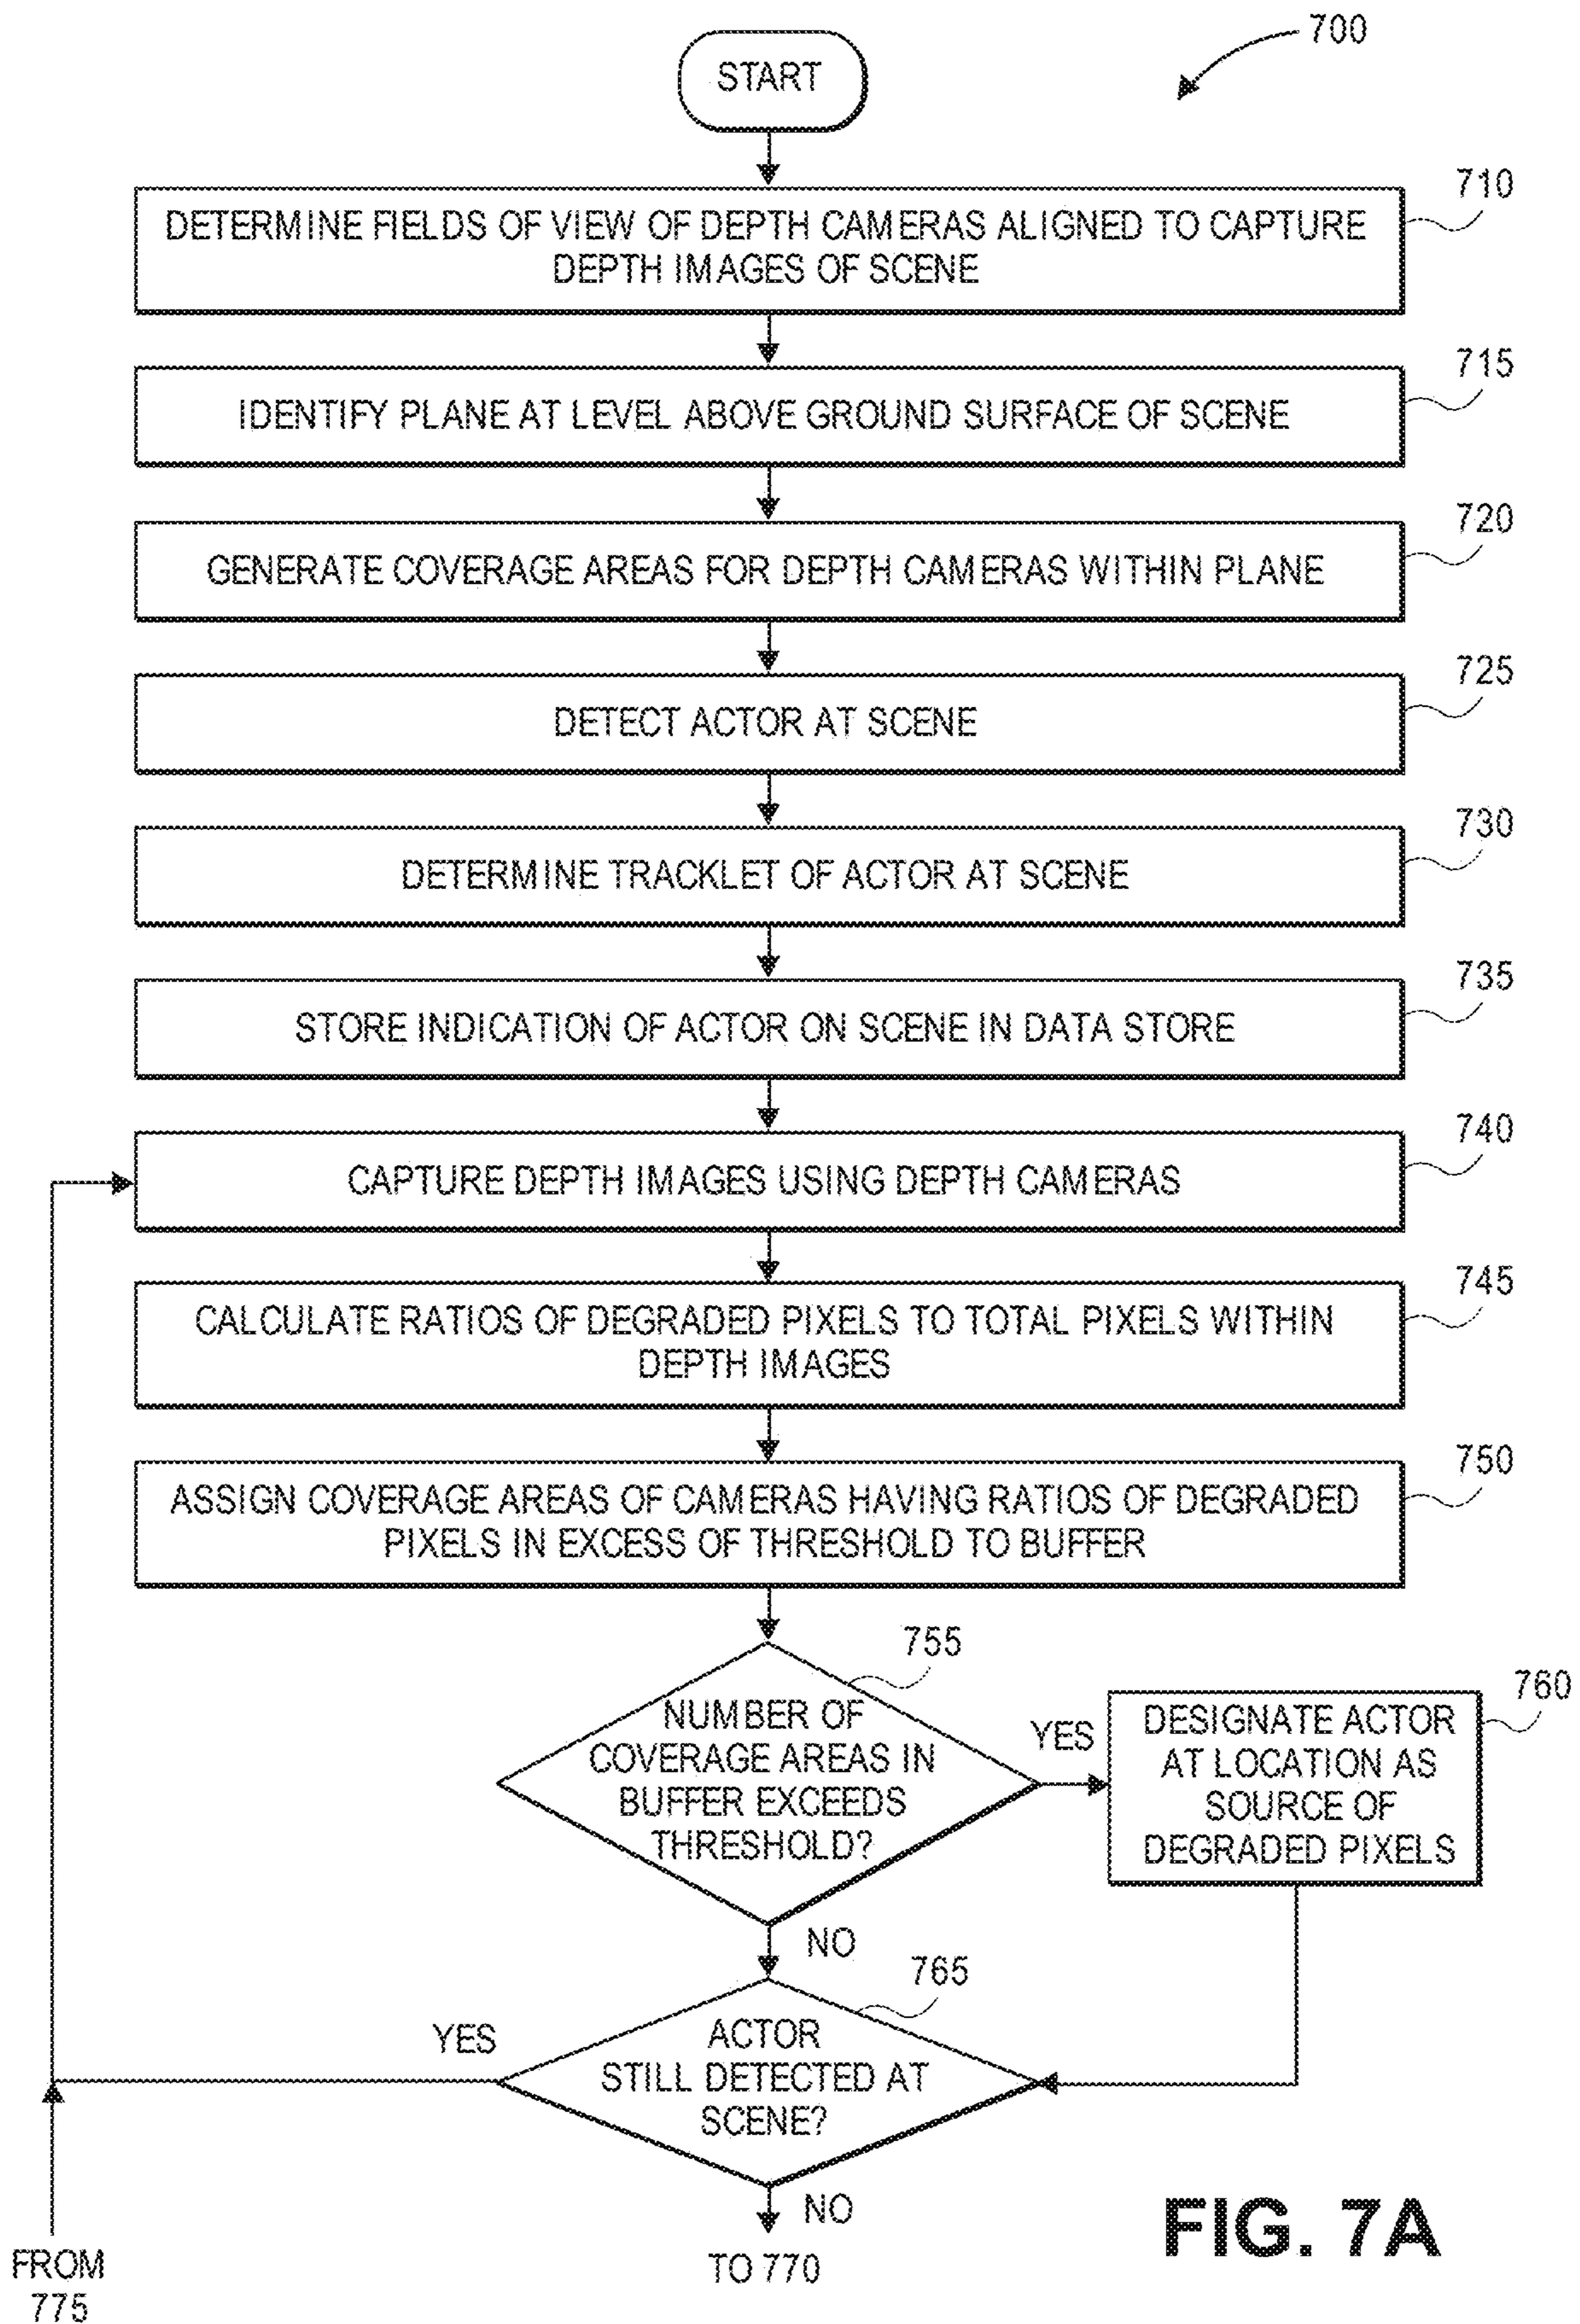 700
START
710
DETERMINE FIELDS OF VIEW OF DEPTH CAMERAS ALIGNED TO CAPTURE
DEPTH IMAGES OF SCENE
715
IDENTIFY PLANE AT LEVEL ABOVE GROUND SURFACE OF SCENE
720
GENERATE COVERAGE AREAS FOR DEPTH CAMERAS WITHIN PLANE
725
DETECT ACTOR AT SCENE
730
DETERMINE TRACKLET OF ACTOR AT SCENE
735
STORE INDICATION OF ACTOR ON SCENE IN DATA STORE
740
CAPTURE DEPTH IMAGES USING DEPTH CAMERAS
745
CALCULATE RATIOS OF DEGRADED PIXELS TO TOTAL PIXELS WITHIN
DEPTH IMAGES
750
ASSIGN COVERAGE AREAS OF CAMERAS HAVING RATIOS OF DEGRADED
PIXELS IN EXCESS OF THRESHOLD TO BUFFER
755
NUMBER OF
COVERAGE AREAS IN
BUFFER EXCEEDS
THRESHOLD?
YES
760
DESIGNATE ACTOR
AT LOCATION AS
SOURCE OF
DEGRADED PIXELS
NO
765
ACTOR
STILL DETECTED AT
SCENE?
YES
NO
TO 770
FROM
775
FIG. 7A